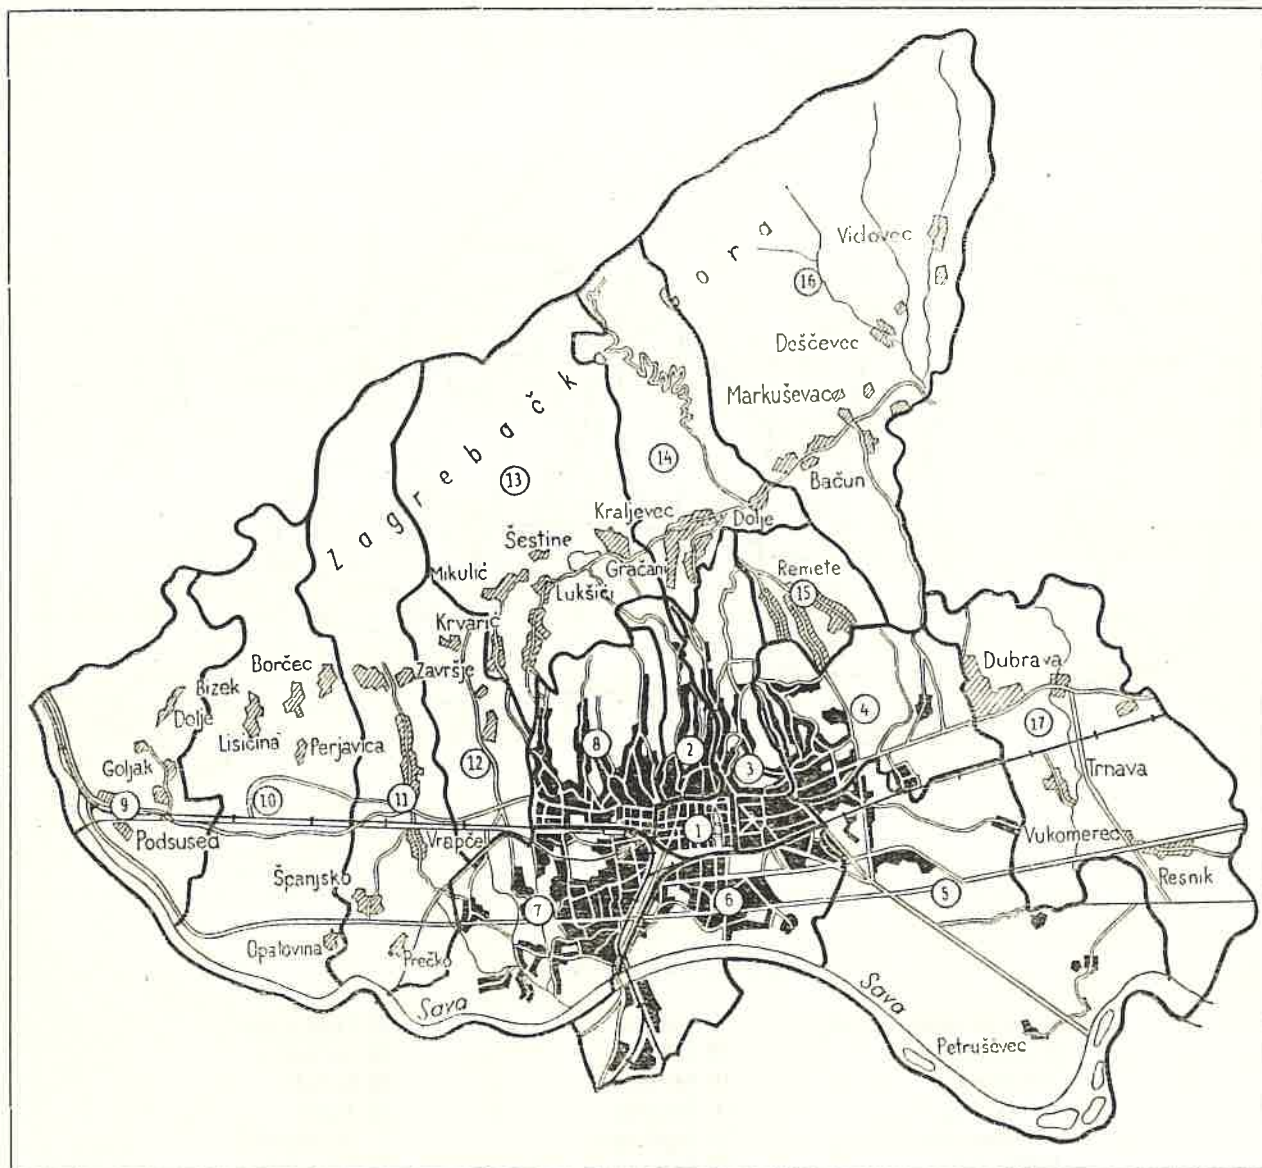 Zagrebačk
ora
Vidovec
16
Deščevec
Markuševac
14
13
Bačun
Kraljevec
Dolje
Šestine
Gračani
Remete
Mikulić
Lukšići
15
Krvarić
Dubrava
Borčec
Završje
Bizek
Dolje
4
17
Lisičina
Perjavica
8
2
3
12
Goljak
Trnava
9
10
11
1
Podsused
Vrapče
Vukomerec
Resnik
Španjsko
7
6
5
Opatovina
Prečko
Sava
Sava
Petruševec